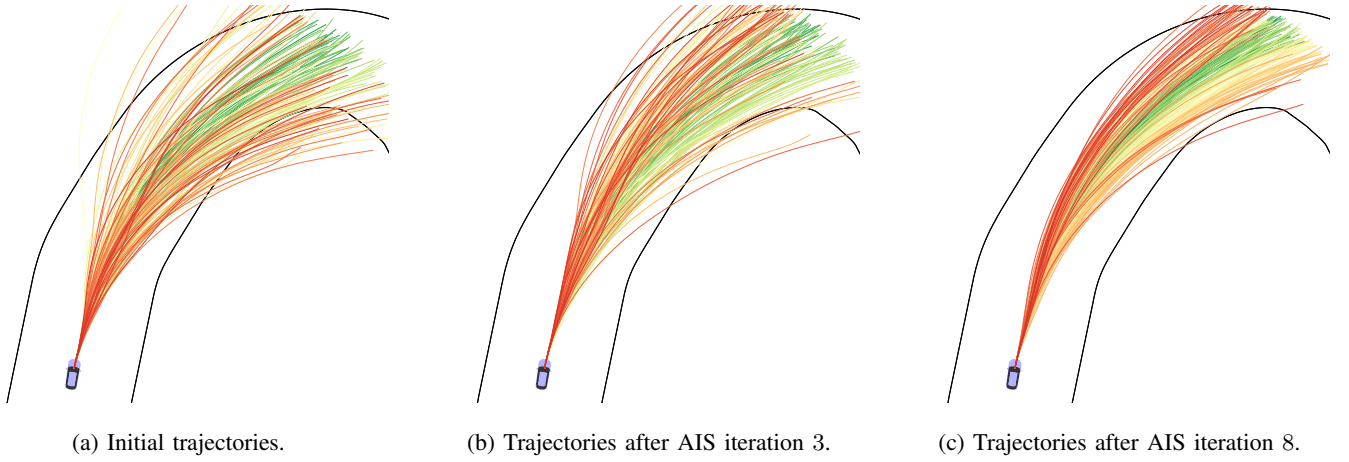 (a) Initial trajectories.
(b) Trajectories after AIS iteration 3.
(c) Trajectories after AIS iteration 8.